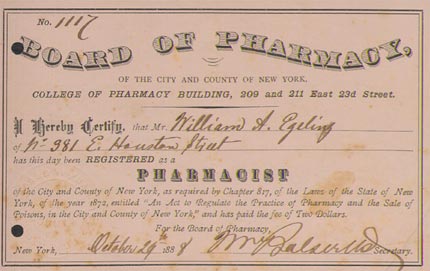 No. 1117
BOARD OF PHARMACY,
OF THE CITY AND COUNTY OF NEW YORK,
COLLEGE OF PHARMACY BUILDING, 209 and 211 East 23d Street.
I Hereby Certify, that Mr. William A. Egeling
of No. 381 E. Houston Street
has this day been REGISTERED as a
PHARMACIST
of the City and County of New York, as required by Chapter 817, of the Laws of the State of New
York, of the year 1872, entitled “An Act to Regulate the Practice of Pharmacy and the Sale of
Poisons, in the City and County of New York,” and has paid the fee of Two Dollars.
For the Board of Pharmacy,
New York, October 29th 1888 Wm Balser Secretary.